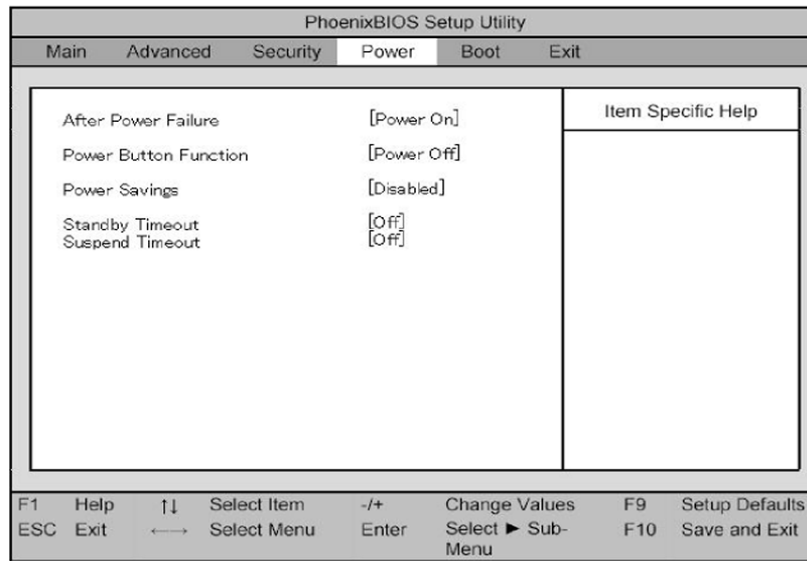 PhoenixBIOS Setup Utility
Main Advanced Security Power Boot Exit
After Power Failure [Power On]
Power Button Function [Power Off]
Power Savings [Disabled]
Standby Timeout [Off]
Suspend Timeout [Off]
Item Specific Help
F1 Help ↑↓ Select Item -/+ Change Values F9 Setup Defaults
ESC Exit ←→ Select Menu Enter Select ► Sub-
Menu F10 Save and Exit